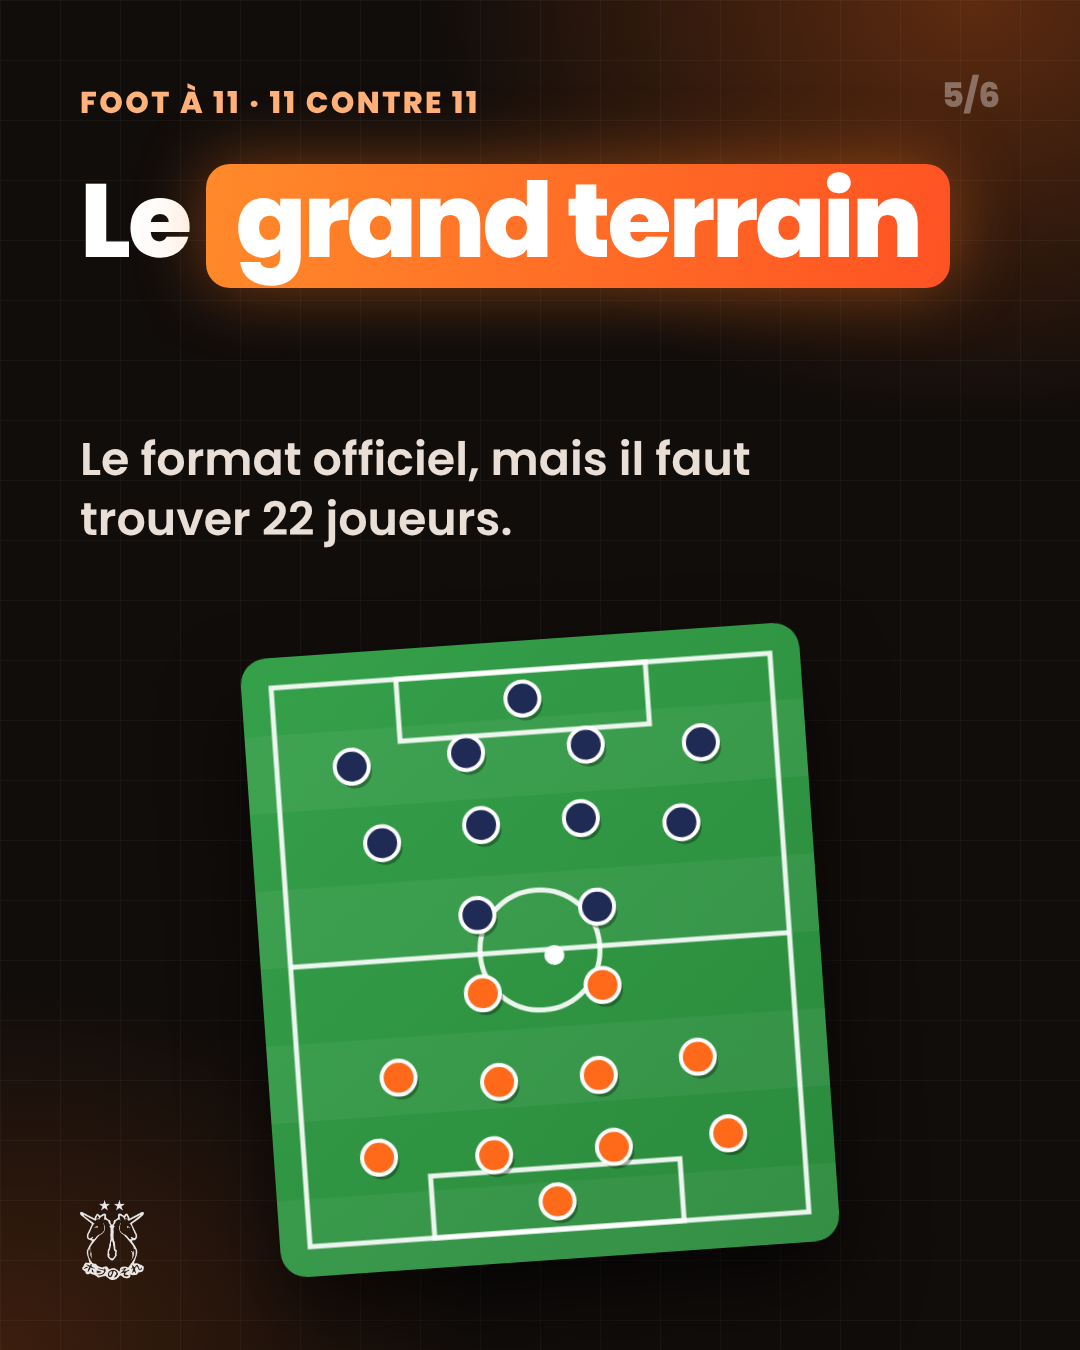 FOOT À 11 · 11 CONTRE 11
5/6
Le grand terrain
Le format officiel, mais il faut
trouver 22 joueurs.